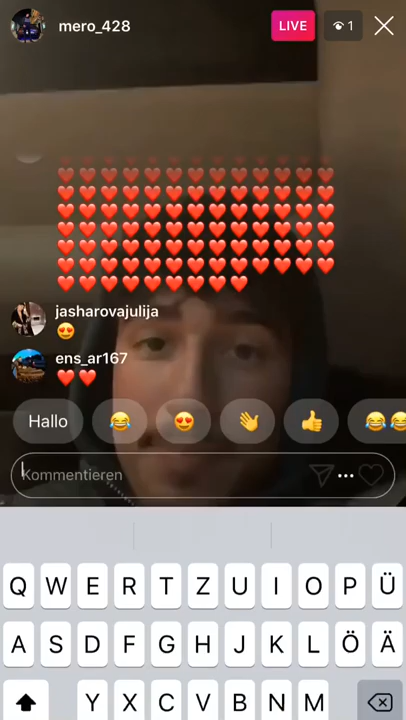 mero_428
LIVE
1
jasharovajulija
😍
ens_ar167
❤️❤️
Hallo 😂 😍 👋 👍 😂😂
Kommentieren
Q W E R T Z U I O P Ü
A S D F G H J K L Ö Ä
Y X C V B N M